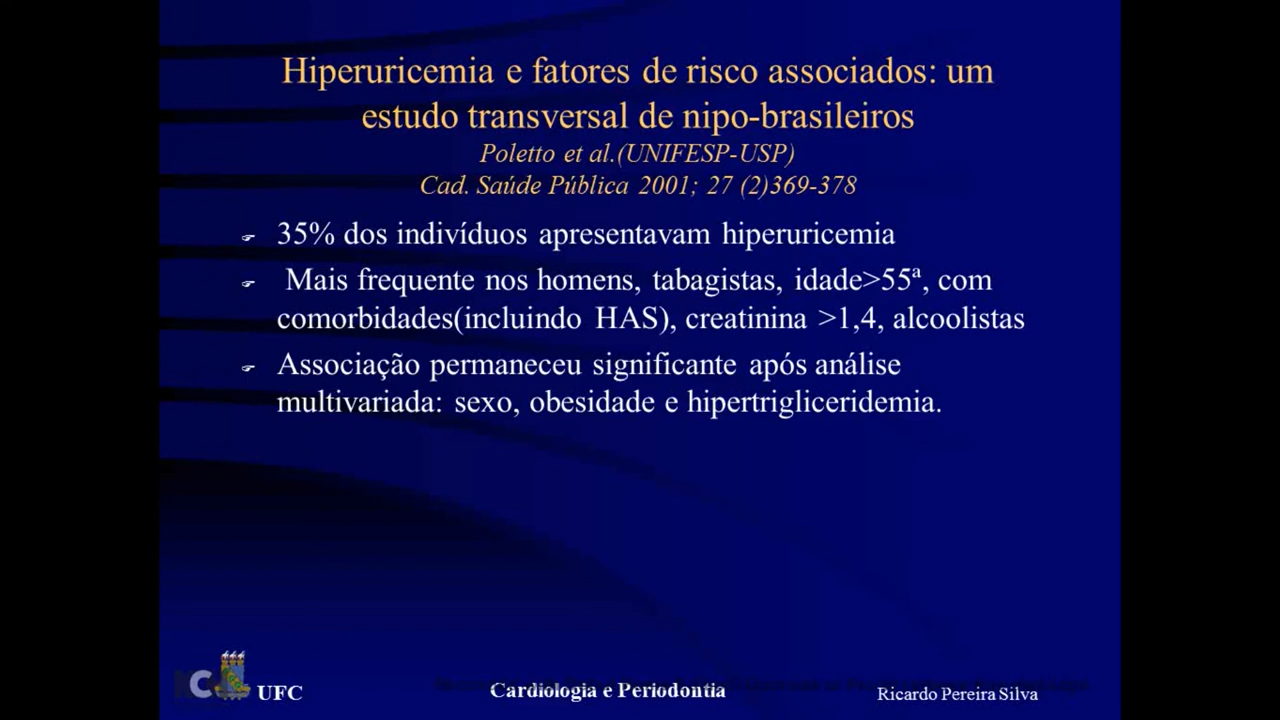 Hiperuricemia e fatores de risco associados: um
estudo transversal de nipo-brasileiros
Poletto et al.(UNIFESP-USP)
Cad. Saúde Pública 2001; 27 (2)369-378
35% dos indivíduos apresentavam hiperuricemia
Mais frequente nos homens, tabagistas, idade>55ª, com
comorbidades(incluindo HAS), creatinina >1,4, alcoolistas
Associação permaneceu significante após análise
multivariada: sexo, obesidade e hipertrigliceridemia.
UFC
Cardiologia e Periodontia
Ricardo Pereira Silva